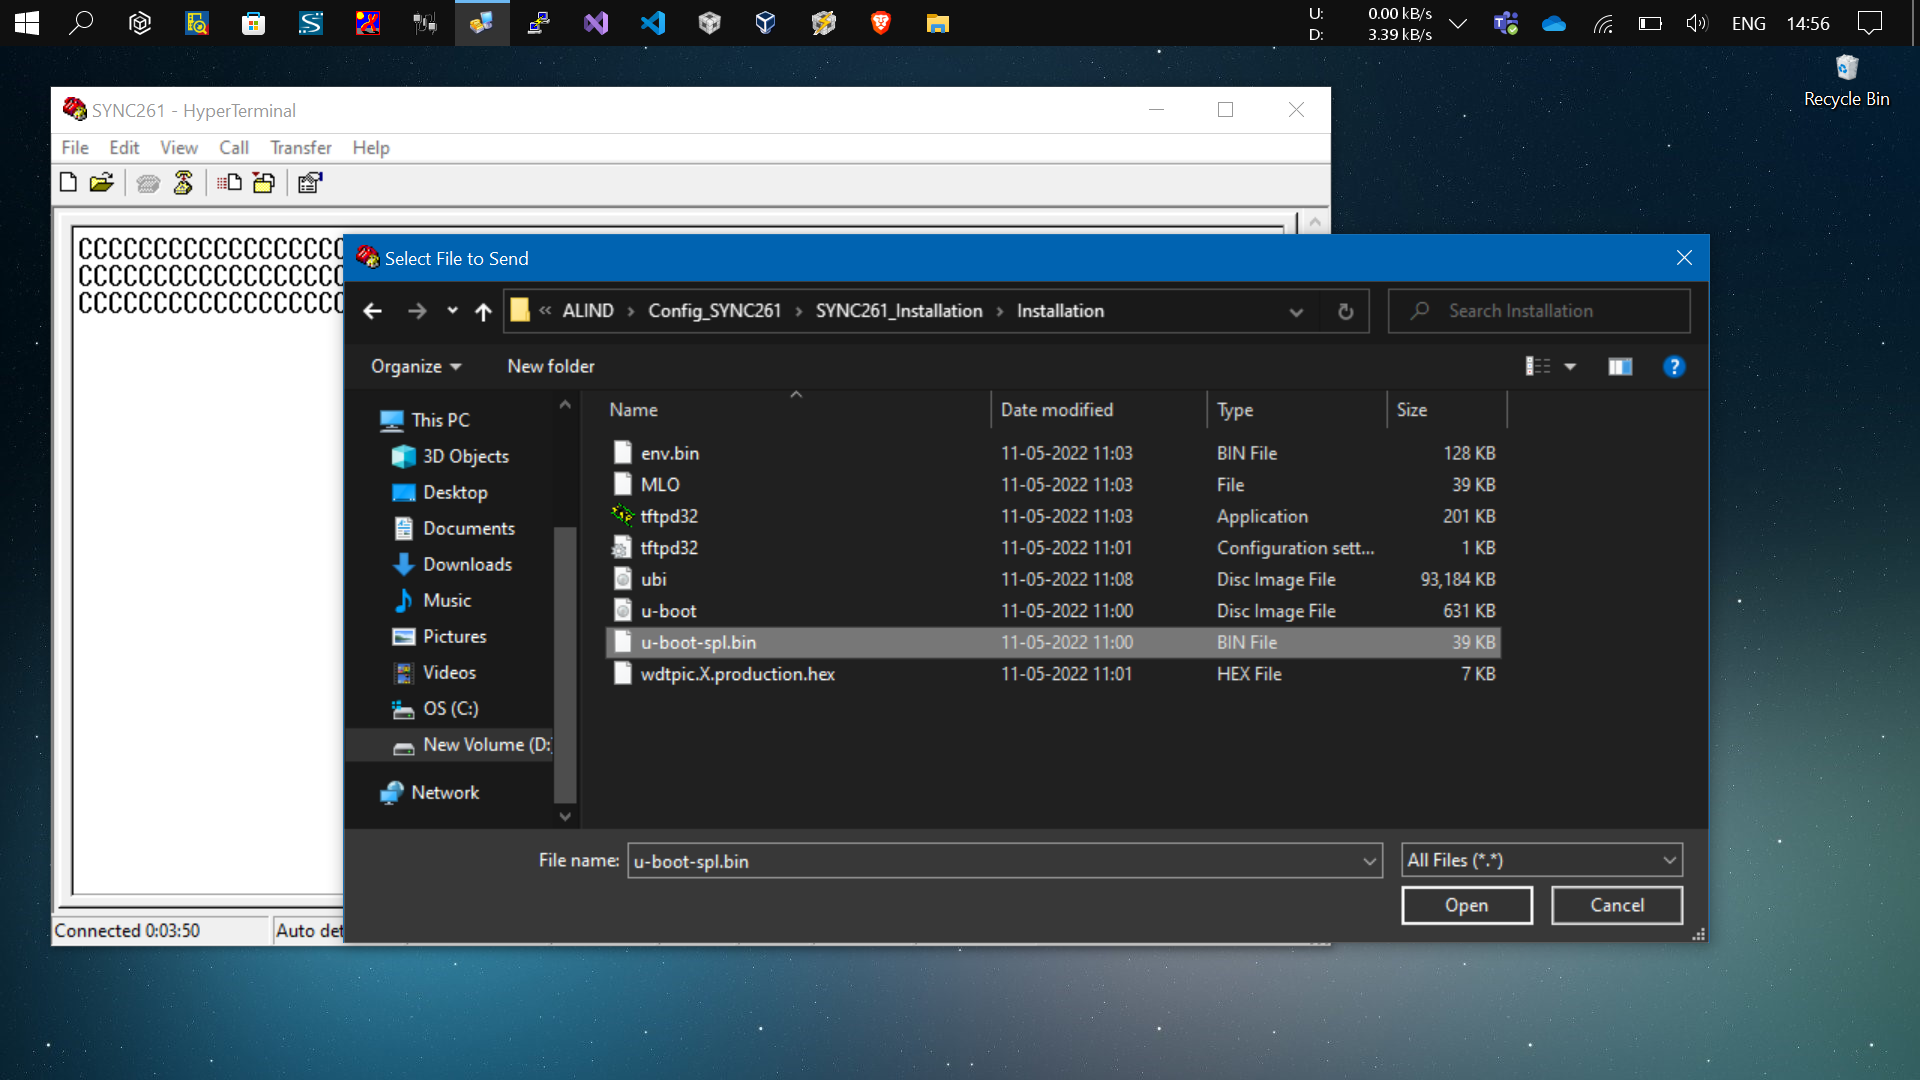 U: 0.00 kB/s
D: 3.39 kB/s
ENG 14:56
Recycle Bin
SYNC261 - HyperTerminal
File Edit View Call Transfer Help
CCCCCCCCCCCCCCCCCC
CCCCCCCCCCCCCCCCCC
CCCCCCCCCCCCCCCCCC
Select File to Send
« ALIND › Config_SYNC261 › SYNC261_Installation › Installation
Search Installation
Organize New folder
This PC
3D Objects
Desktop
Documents
Downloads
Music
Pictures
Videos
OS (C:)
New Volume (D:
Network
Name Date modified Type Size
env.bin 11-05-2022 11:03 BIN File 128 KB
MLO 11-05-2022 11:03 File 39 KB
tftpd32 11-05-2022 11:03 Application 201 KB
tftpd32 11-05-2022 11:01 Configuration sett... 1 KB
ubi 11-05-2022 11:08 Disc Image File 93,184 KB
u-boot 11-05-2022 11:00 Disc Image File 631 KB
u-boot-spl.bin 11-05-2022 11:00 BIN File 39 KB
wdtpic.X.production.hex 11-05-2022 11:01 HEX File 7 KB
File name: u-boot-spl.bin All Files (*.*)
Open Cancel
Connected 0:03:50 Auto det